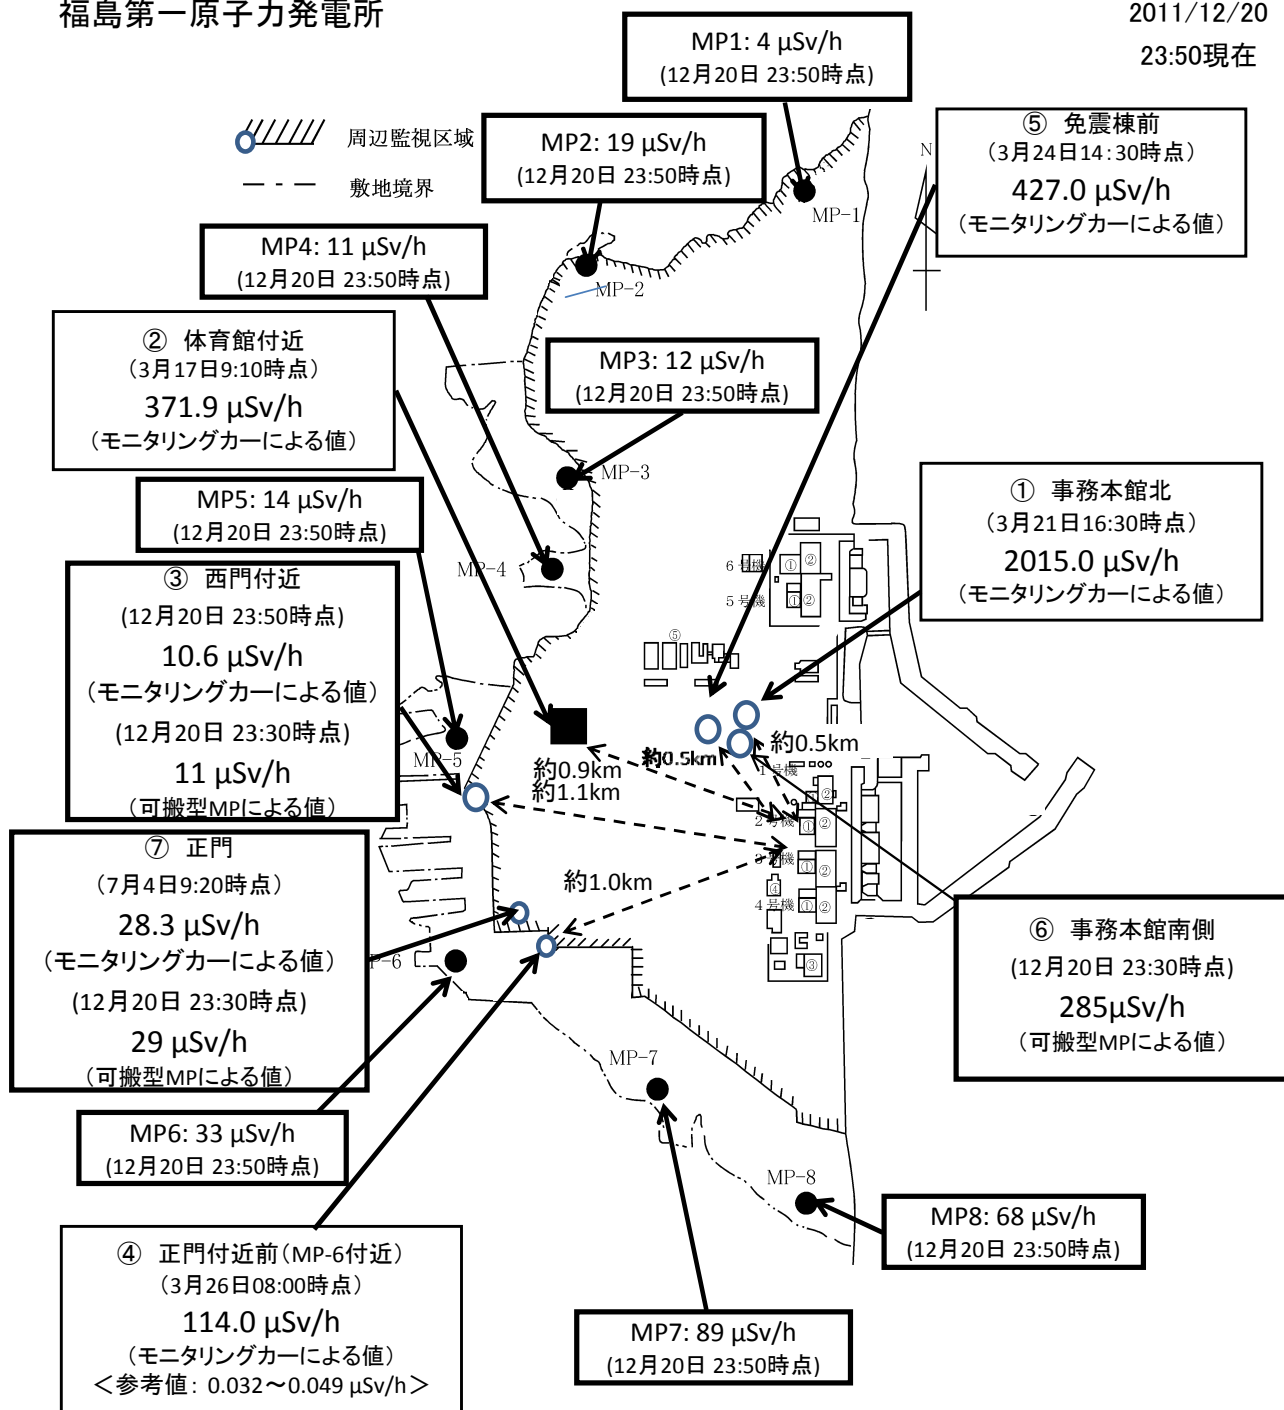 福島第一原子力発電所
2011/12/20
23:50現在
MP1: 4 μSv/h
(12月20日 23:50時点)
周辺監視区域
敷地境界
MP2: 19 μSv/h
(12月20日 23:50時点)
⑤ 免震棟前
(3月24日14:30時点)
427.0 μSv/h
(モニタリングカーによる値)
N
MP-1
MP4: 11 μSv/h
(12月20日 23:50時点)
MP-2
② 体育館付近
(3月17日9:10時点)
371.9 μSv/h
(モニタリングカーによる値)
MP3: 12 μSv/h
(12月20日 23:50時点)
MP-3
MP5: 14 μSv/h
(12月20日 23:50時点)
① 事務本館北
(3月21日16:30時点)
2015.0 μSv/h
(モニタリングカーによる値)
MP-4
6号機
① ②
5号機
① ②
③ 西門付近
(12月20日 23:50時点)
10.6 μSv/h
(モニタリングカーによる値)
(12月20日 23:30時点)
11 μSv/h
(可搬型MPによる値)
⑤
MP-5
約0.9km
約1.1km
約0.5km
約0.5km
1号機
②
2号機
① ②
3号機
① ②
④
4号機
① ②
③
約1.0km
⑦ 正門
(7月4日9:20時点)
28.3 μSv/h
(モニタリングカーによる値)
(12月20日 23:30時点)
29 μSv/h
(可搬型MPによる値)
P-6
⑥ 事務本館南側
(12月20日 23:30時点)
285μSv/h
(可搬型MPによる値)
MP-7
MP6: 33 μSv/h
(12月20日 23:50時点)
MP-8
MP8: 68 μSv/h
(12月20日 23:50時点)
④ 正門付近前(MP-6付近)
(3月26日08:00時点)
114.0 μSv/h
(モニタリングカーによる値)
<参考値: 0.032～0.049 μSv/h>
MP7: 89 μSv/h
(12月20日 23:50時点)